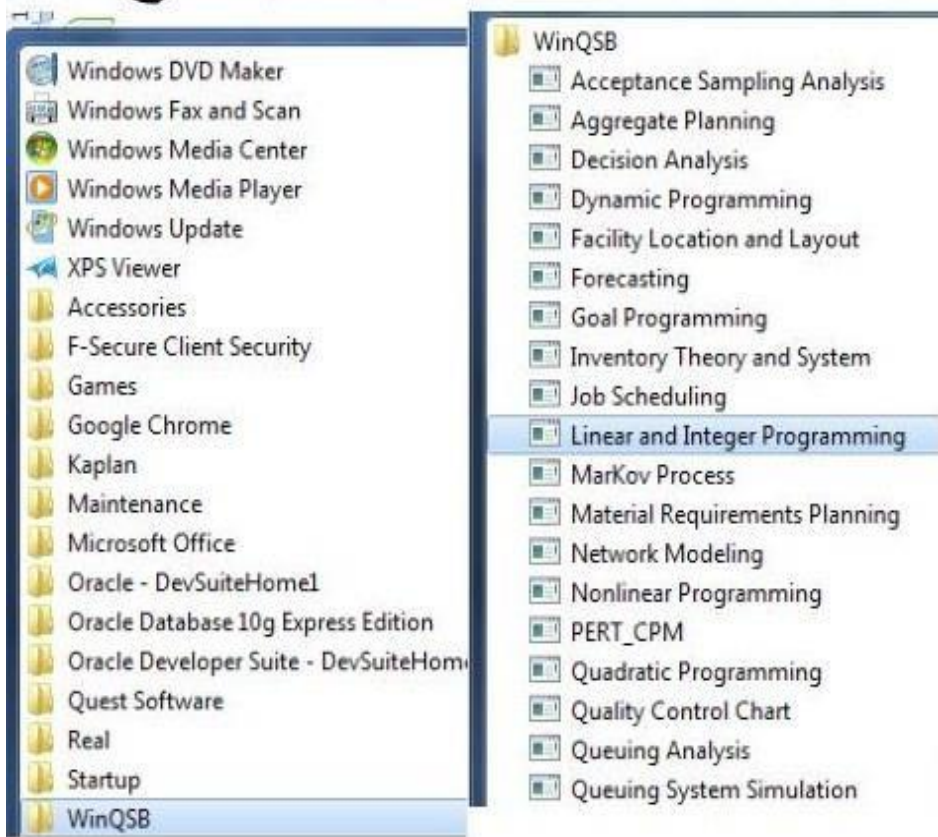 Windows DVD Maker
Windows Fax and Scan
Windows Media Center
Windows Media Player
Windows Update
XPS Viewer
Accessories
F-Secure Client Security
Games
Google Chrome
Kaplan
Maintenance
Microsoft Office
Oracle - DevSuiteHome1
Oracle Database 10g Express Edition
Oracle Developer Suite - DevSuiteHom
Quest Software
Real
Startup
WinQSB
WinQSB
Acceptance Sampling Analysis
Aggregate Planning
Decision Analysis
Dynamic Programming
Facility Location and Layout
Forecasting
Goal Programming
Inventory Theory and System
Job Scheduling
Linear and Integer Programming
MarKov Process
Material Requirements Planning
Network Modeling
Nonlinear Programming
PERT_CPM
Quadratic Programming
Quality Control Chart
Queuing Analysis
Queuing System Simulation